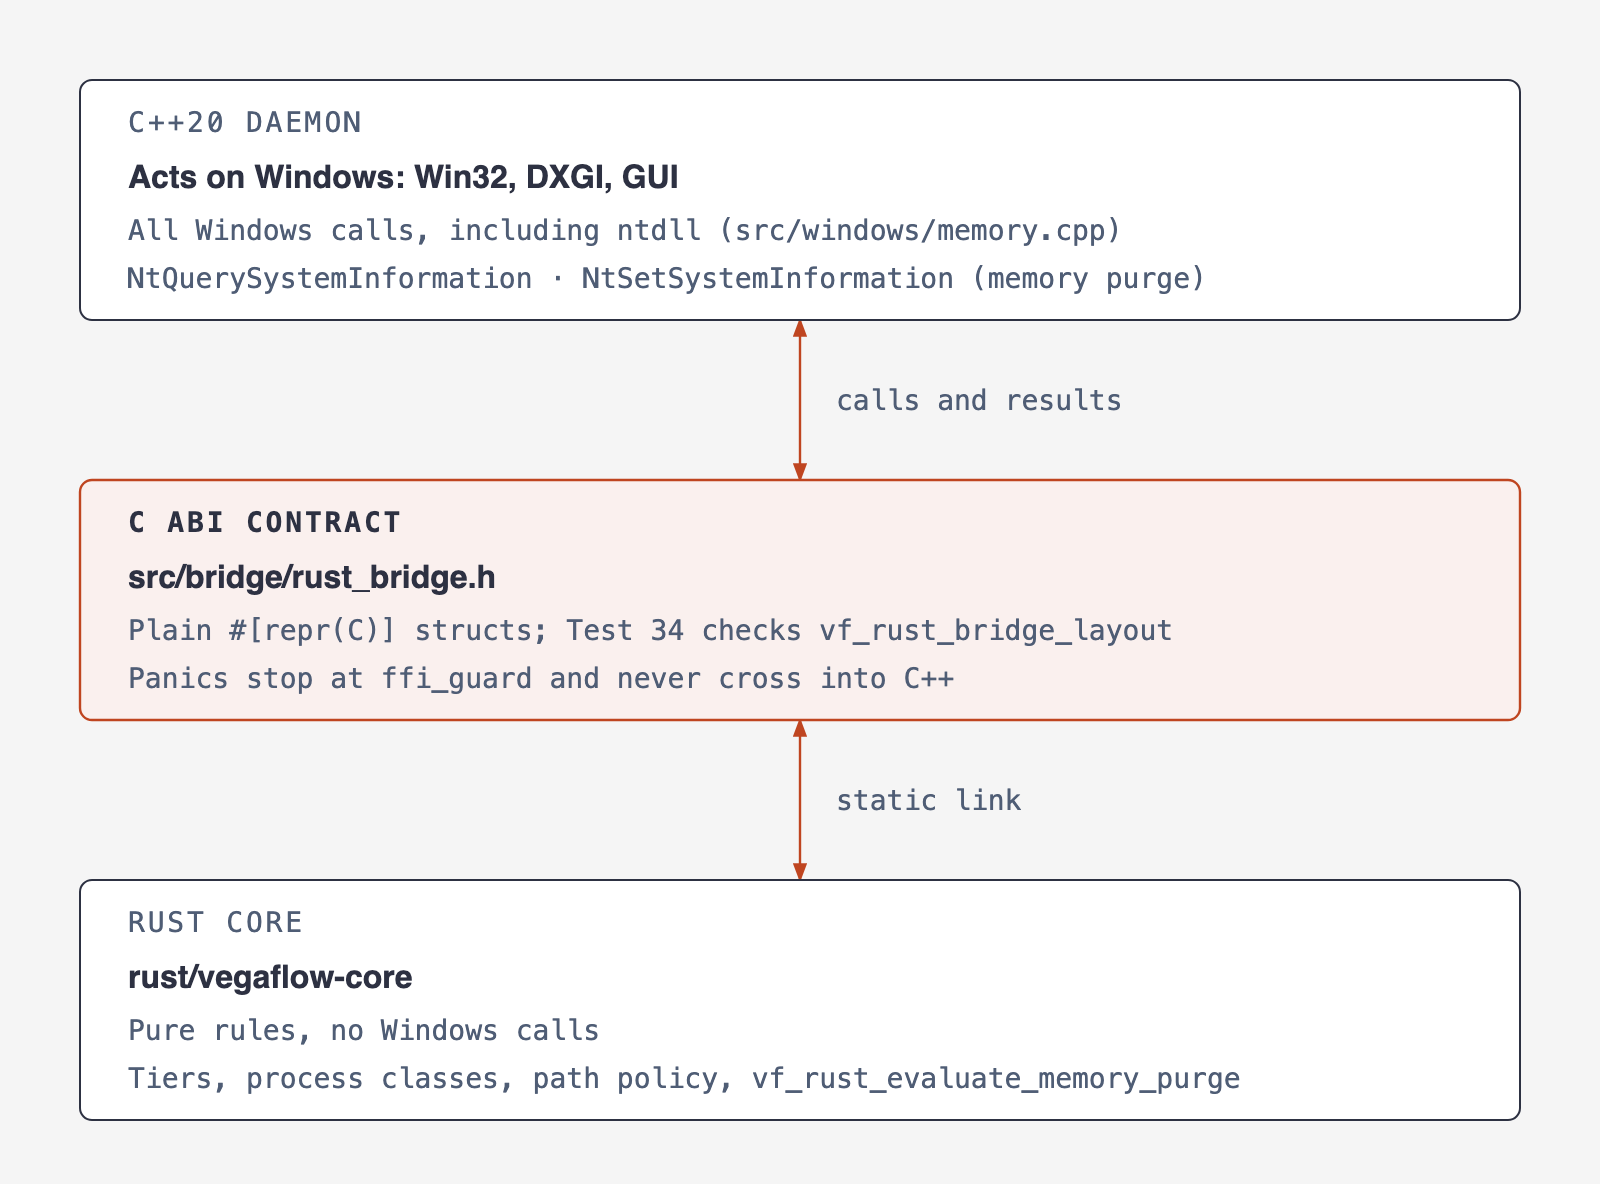 C++20 DAEMON
Acts on Windows: Win32, DXGI, GUI
All Windows calls, including ntdll (src/windows/memory.cpp)
NtQuerySystemInformation · NtSetSystemInformation (memory purge)
calls and results
C ABI CONTRACT
src/bridge/rust_bridge.h
Plain #[repr(C)] structs; Test 34 checks vf_rust_bridge_layout
Panics stop at ffi_guard and never cross into C++
static link
RUST CORE
rust/vegaflow-core
Pure rules, no Windows calls
Tiers, process classes, path policy, vf_rust_evaluate_memory_purge